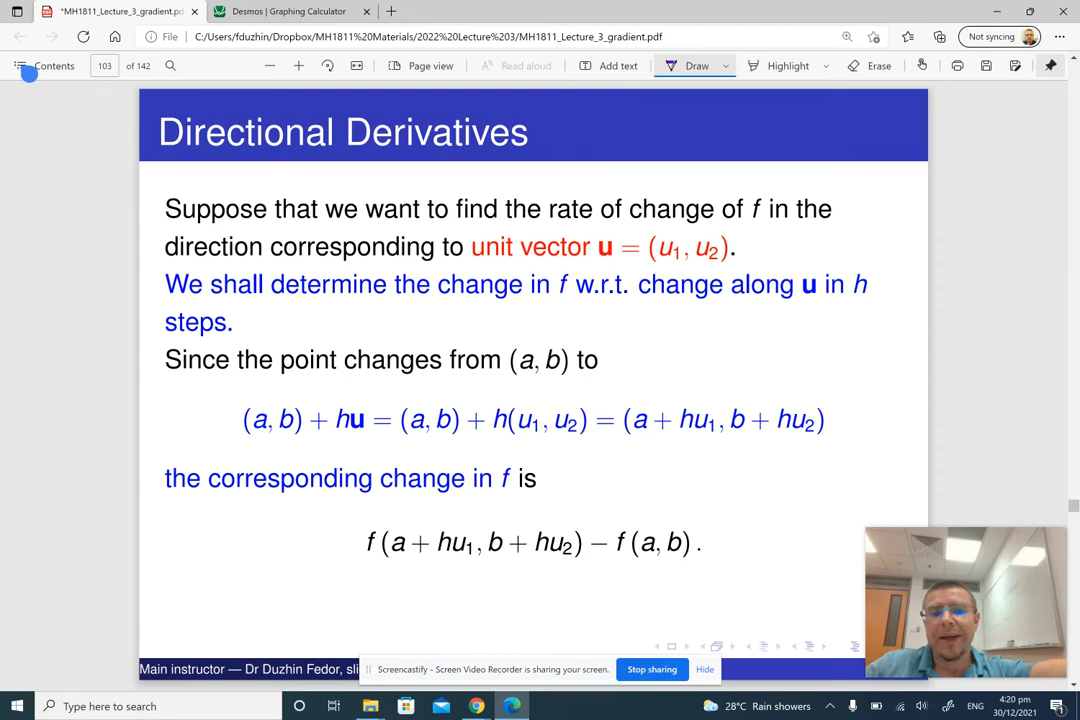 *MH1811_Lecture_3_gradient.pd
Desmos | Graphing Calculator
File
C:/Users/fduzhin/Dropbox/MH1811%20Materials/2022%20Lecture%203/MH1811_Lecture_3_gradient.pdf
Not syncing
Contents
103
of 142
Page view
Read aloud
Add text
Draw
Highlight
Erase
Directional Derivatives
Suppose that we want to find the rate of change of f in the
direction corresponding to unit vector u = (u₁, u₂).
We shall determine the change in f w.r.t. change along u in h
steps.
Since the point changes from (a, b) to
(a, b) + hu = (a, b) + h(u₁, u₂) = (a + hu₁, b + hu₂)
the corresponding change in f is
f (a + hu₁, b + hu₂) − f (a, b) .
Main instructor — Dr Duzhin Fedor, sli
Screencastify - Screen Video Recorder is sharing your screen.
Stop sharing
Hide
Type here to search
28°C Rain showers
ENG
4:20 pm
30/12/2021